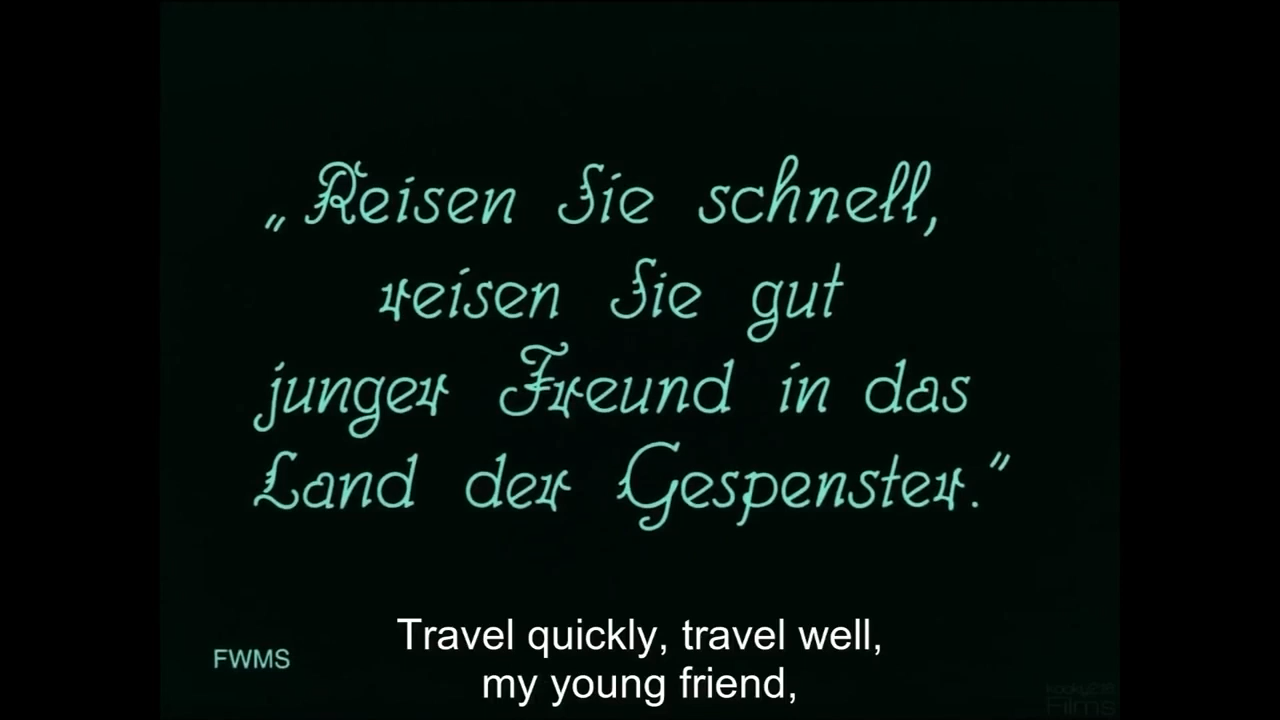 „Reisen Sie schnell,
reisen Sie gut
junger Freund in das
Land der Gespenster.”
Travel quickly, travel well,
my young friend,
FWMS
Films